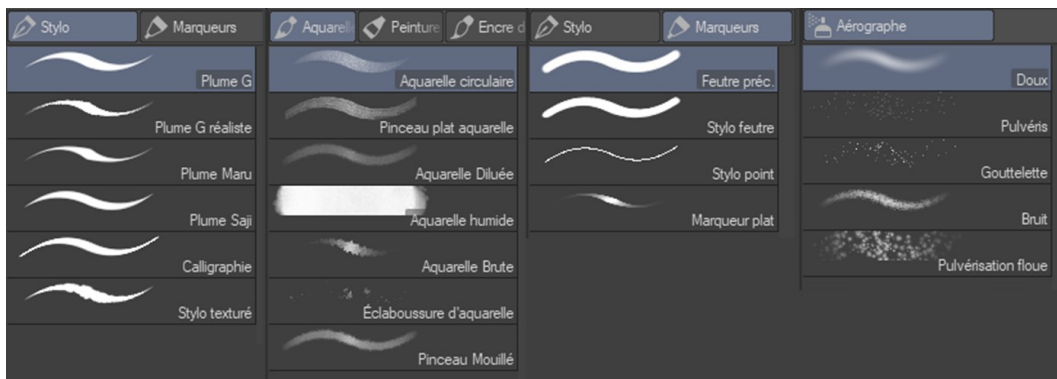 Stylo
Marqueurs
Plume G
Plume G réaliste
Plume Maru
Plume Saji
Calligraphie
Stylo texturé
Aquarell
Peinture
Encre d
Aquarelle circulaire
Pinceau plat aquarelle
Aquarelle Diluée
Aquarelle humide
Aquarelle Brute
Éclaboussure d'aquarelle
Pinceau Mouillé
Stylo
Marqueurs
Feutre préc.
Stylo feutre
Stylo point
Marqueur plat
Aérographe
Doux
Pulvéris
Gouttelette
Bruit
Pulvérisation floue